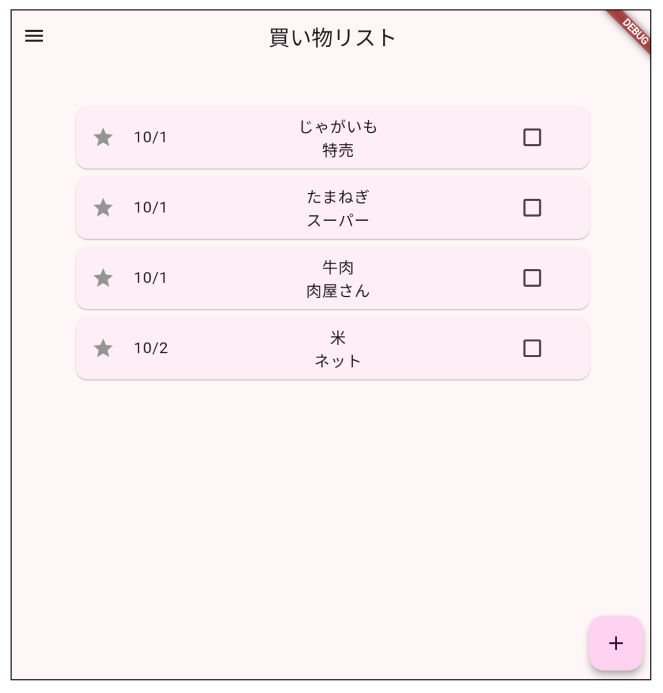 買い物リスト
DEBUG
10/1
じゃがいも
特売
10/1
たまねぎ
スーパー
10/1
牛肉
肉屋さん
10/2
米
ネット